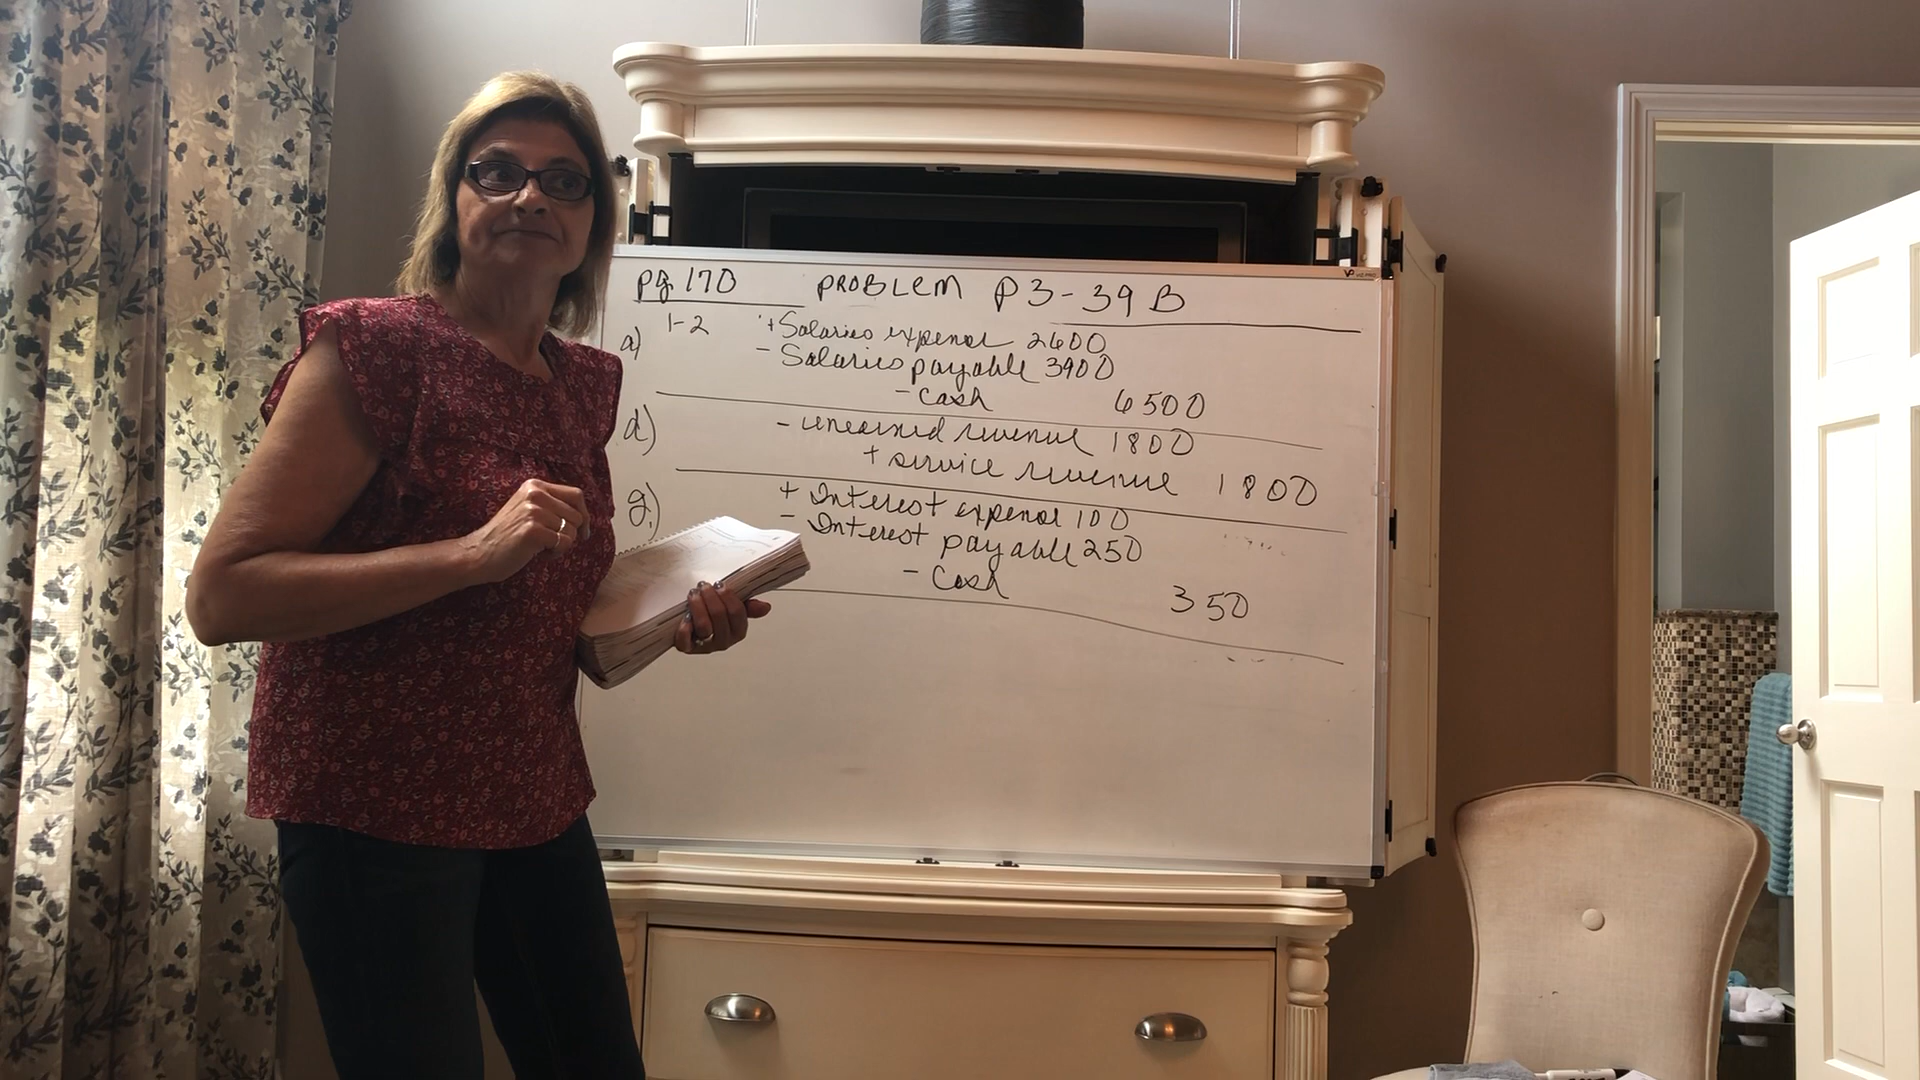 pg. 170 PROBLEM P3-39B
a) 1-2 + Salaries expense 2600
- Salaries payable 3900
- Cash 6500
d) - unearned revenue 1800
+ service revenue 1800
g) + Interest expense 100
- Interest payable 250
- Cash 350